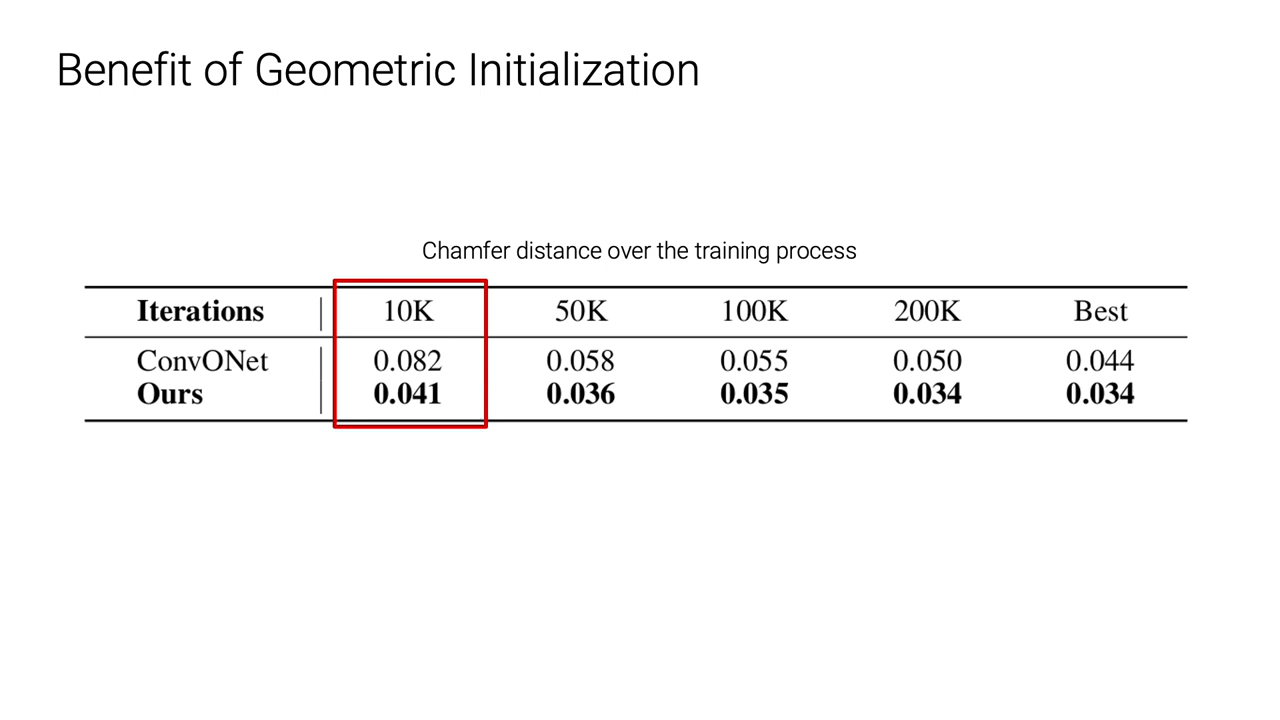 Benefit of Geometric Initialization
Chamfer distance over the training process
Iterations 10K 50K 100K 200K Best
ConvONet 0.082 0.058 0.055 0.050 0.044
Ours 0.041 0.036 0.035 0.034 0.034